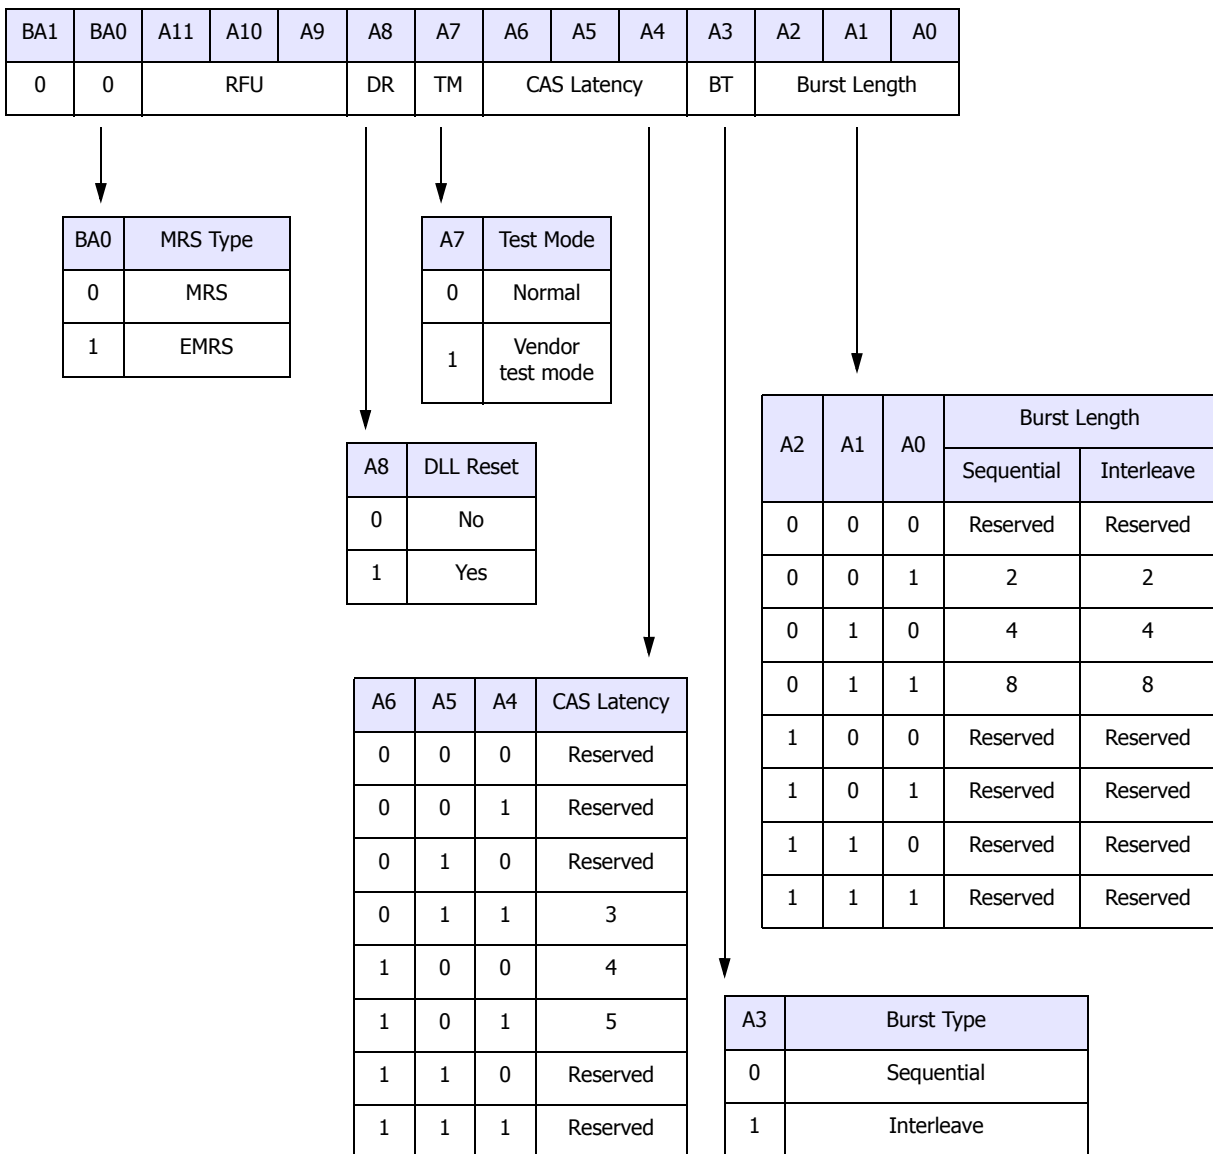 BA1 BA0 A11 A10 A9 A8 A7 A6 A5 A4 A3 A2 A1 A0
0 0 RFU DR TM CAS Latency BT Burst Length
BA0 MRS Type
0 MRS
1 EMRS
A7 Test Mode
0 Normal
1 Vendor
test mode
A8 DLL Reset
0 No
1 Yes
A2 A1 A0 Burst Length
Sequential Interleave
0 0 0 Reserved Reserved
0 0 1 2 2
0 1 0 4 4
0 1 1 8 8
1 0 0 Reserved Reserved
1 0 1 Reserved Reserved
1 1 0 Reserved Reserved
1 1 1 Reserved Reserved
A6 A5 A4 CAS Latency
0 0 0 Reserved
0 0 1 Reserved
0 1 0 Reserved
0 1 1 3
1 0 0 4
1 0 1 5
1 1 0 Reserved
1 1 1 Reserved
A3 Burst Type
0 Sequential
1 Interleave